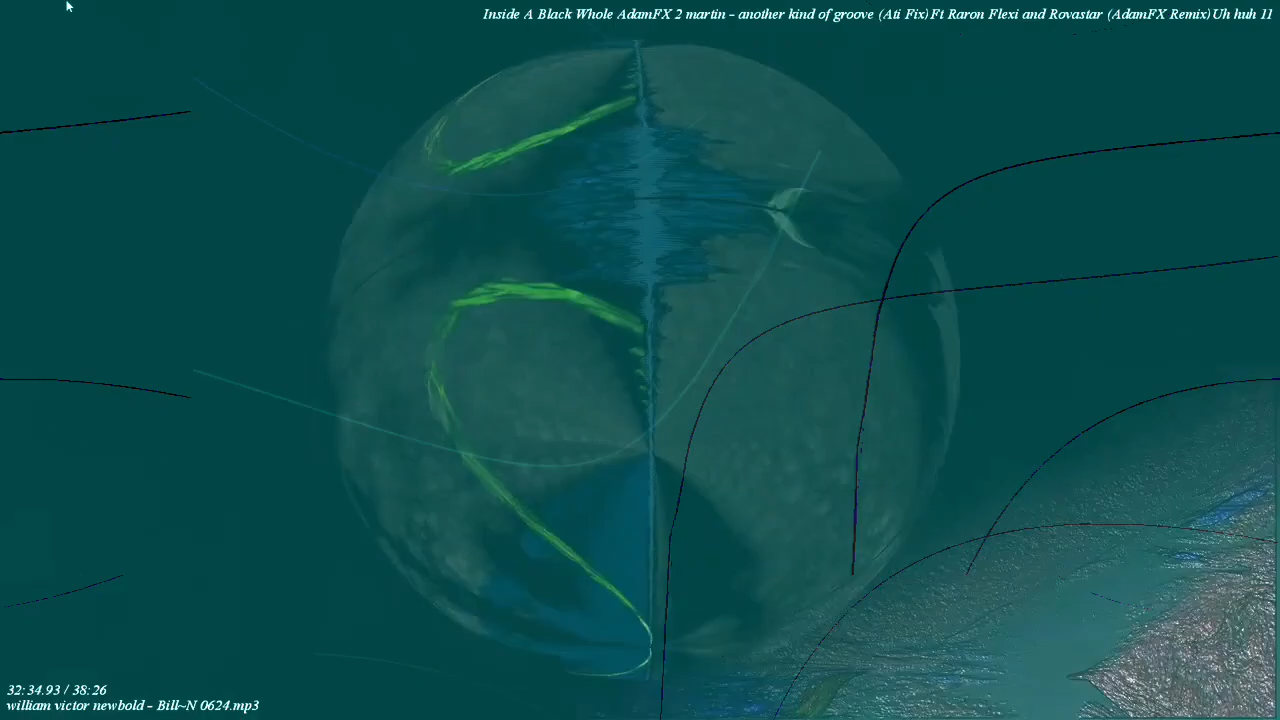 Inside A Black Whole AdamFX 2 martin - another kind of groove (Ati Fix) Ft Raron Flexi and Rovastar (AdamFX Remix) Uh huh 11
32:34.93 / 38:26
william victor newbold - Bill~N 0624.mp3